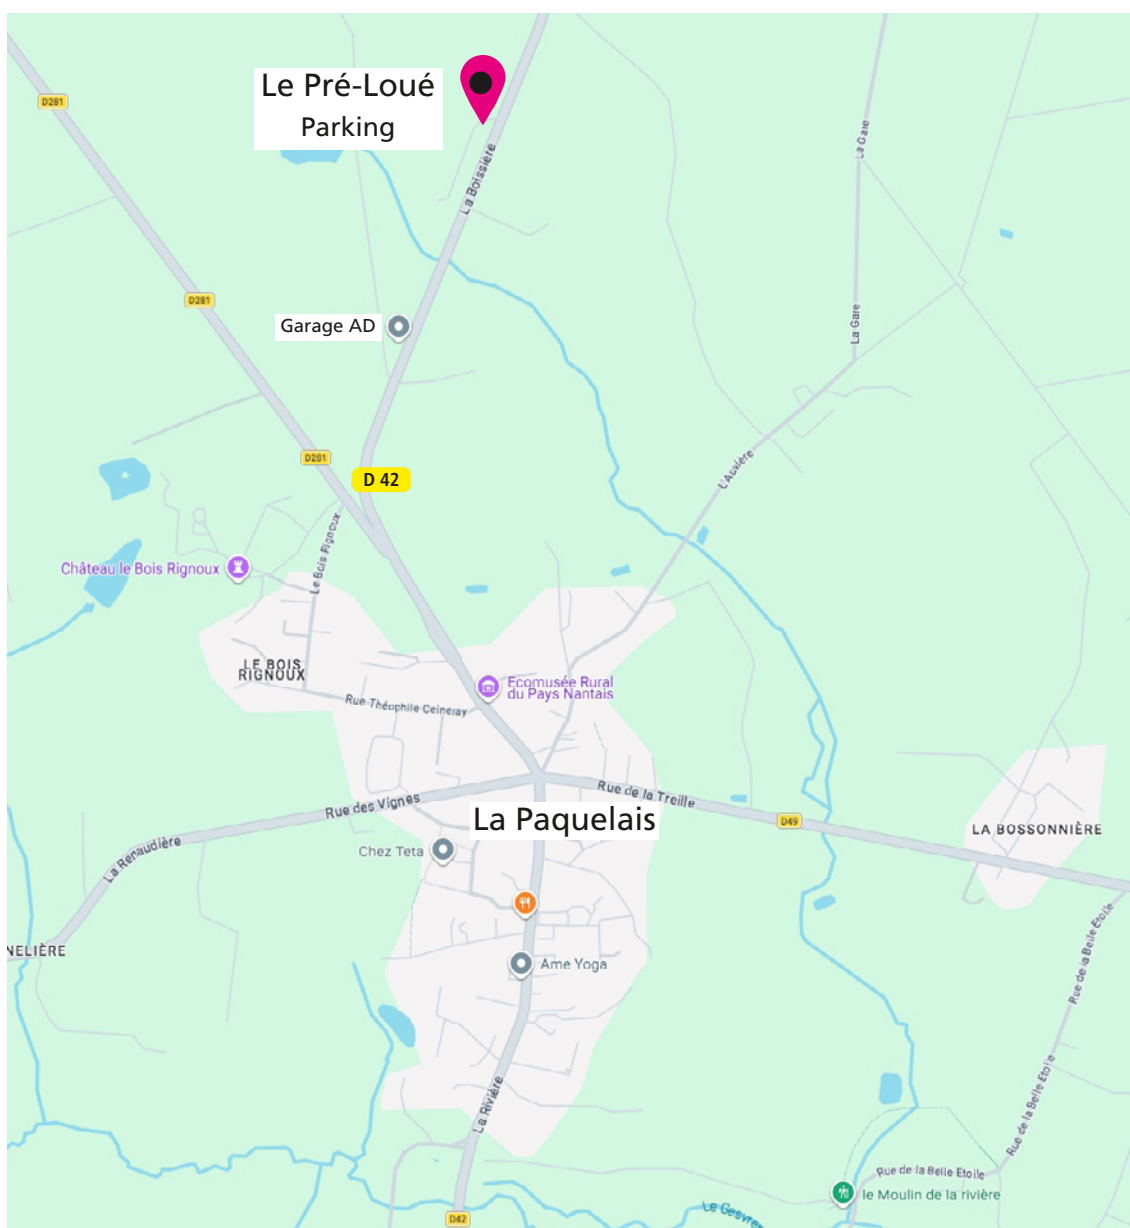 Le Pré-Loué
Parking
D281
La Gare
La Boissière
D281
La Gare
Garage AD
D281
D 42
L'Auvière
Le Bois Rignoux
Château le Bois Rignoux
LE BOIS
RIGNOUX
Ecomusée Rural
du Pays Nantais
Rue Théophile Ceineray
Rue de la Treille
Rue des Vignes
La Paquelais
D49
LA BOSSONNIÈRE
La Renaudière
Chez Teta
NELIÈRE
Ame Yoga
Rue de la Belle Etoile
La Rivière
Rue de la Belle Etoile
Rue de la Belle Etoile
le Moulin de la rivière
Le Gesvres
D42